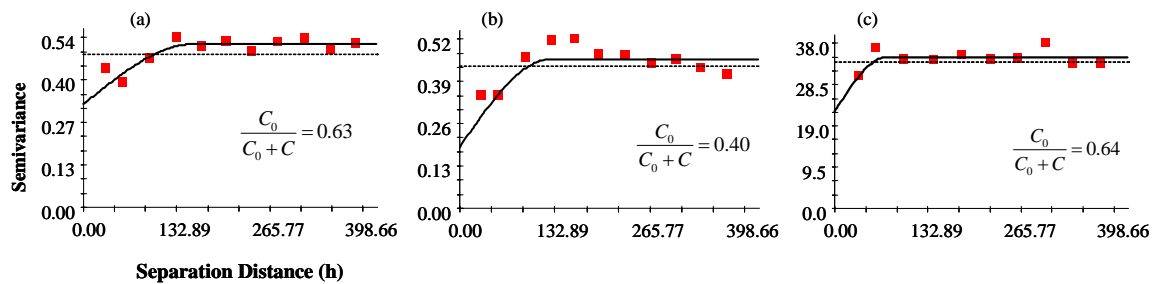 (a)
Semivariance
0.54
0.40
0.27
0.13
0.00
0.00 132.89 265.77 398.66
C₀ / (C₀ + C) = 0.63
Separation Distance (h)
(b)
0.52
0.39
0.26
0.13
0.00
0.00 132.89 265.77 398.66
C₀ / (C₀ + C) = 0.40
(c)
38.0
28.5
19.0
9.5
0.0
0.00 132.89 265.77 398.66
C₀ / (C₀ + C) = 0.64